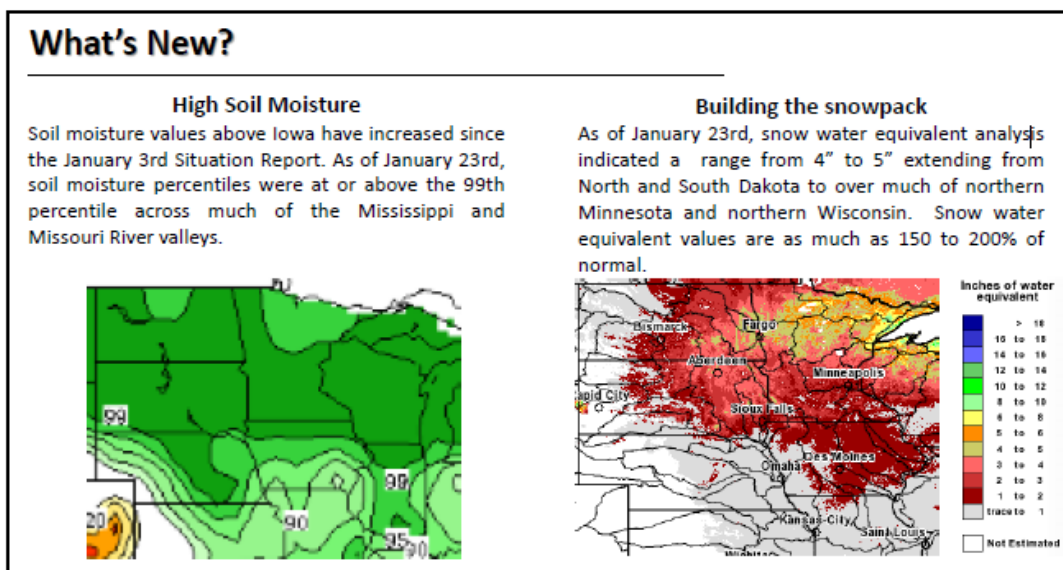 What's New?
High Soil Moisture
Soil moisture values above Iowa have increased since
the January 3rd Situation Report. As of January 23rd,
soil moisture percentiles were at or above the 99th
percentile across much of the Mississippi and
Missouri River valleys.
99
20
90
99
95
90
Building the snowpack
As of January 23rd, snow water equivalent analysis
indicated a range from 4” to 5” extending from
North and South Dakota to over much of northern
Minnesota and northern Wisconsin. Snow water
equivalent values are as much as 150 to 200% of
normal.
Bismarck
Fargo
Aberdeen
Minneapolis
apid City
Sioux Falls
Des Moines
Omaha
Kansas City
Saint Louis
Wichita
Inches of water
equivalent
> 18
16 to 18
14 to 16
12 to 14
10 to 12
8 to 10
6 to 8
5 to 6
4 to 5
3 to 4
2 to 3
1 to 2
trace to 1
Not Estimated